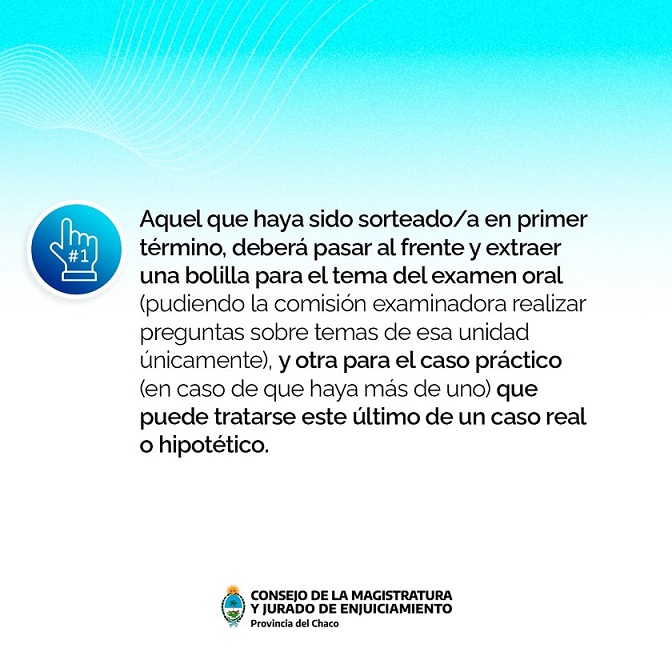 #1
Aquel que haya sido sorteado/a en primer
término, deberá pasar al frente y extraer
una bolilla para el tema del examen oral
(pudiendo la comisión examinadora realizar
preguntas sobre temas de esa unidad
únicamente), y otra para el caso práctico
(en caso de que haya más de uno) que
puede tratarse este último de un caso real
o hipotético.
CONSEJO DE LA MAGISTRATURA
Y JURADO DE ENJUICIAMIENTO
Provincia del Chaco